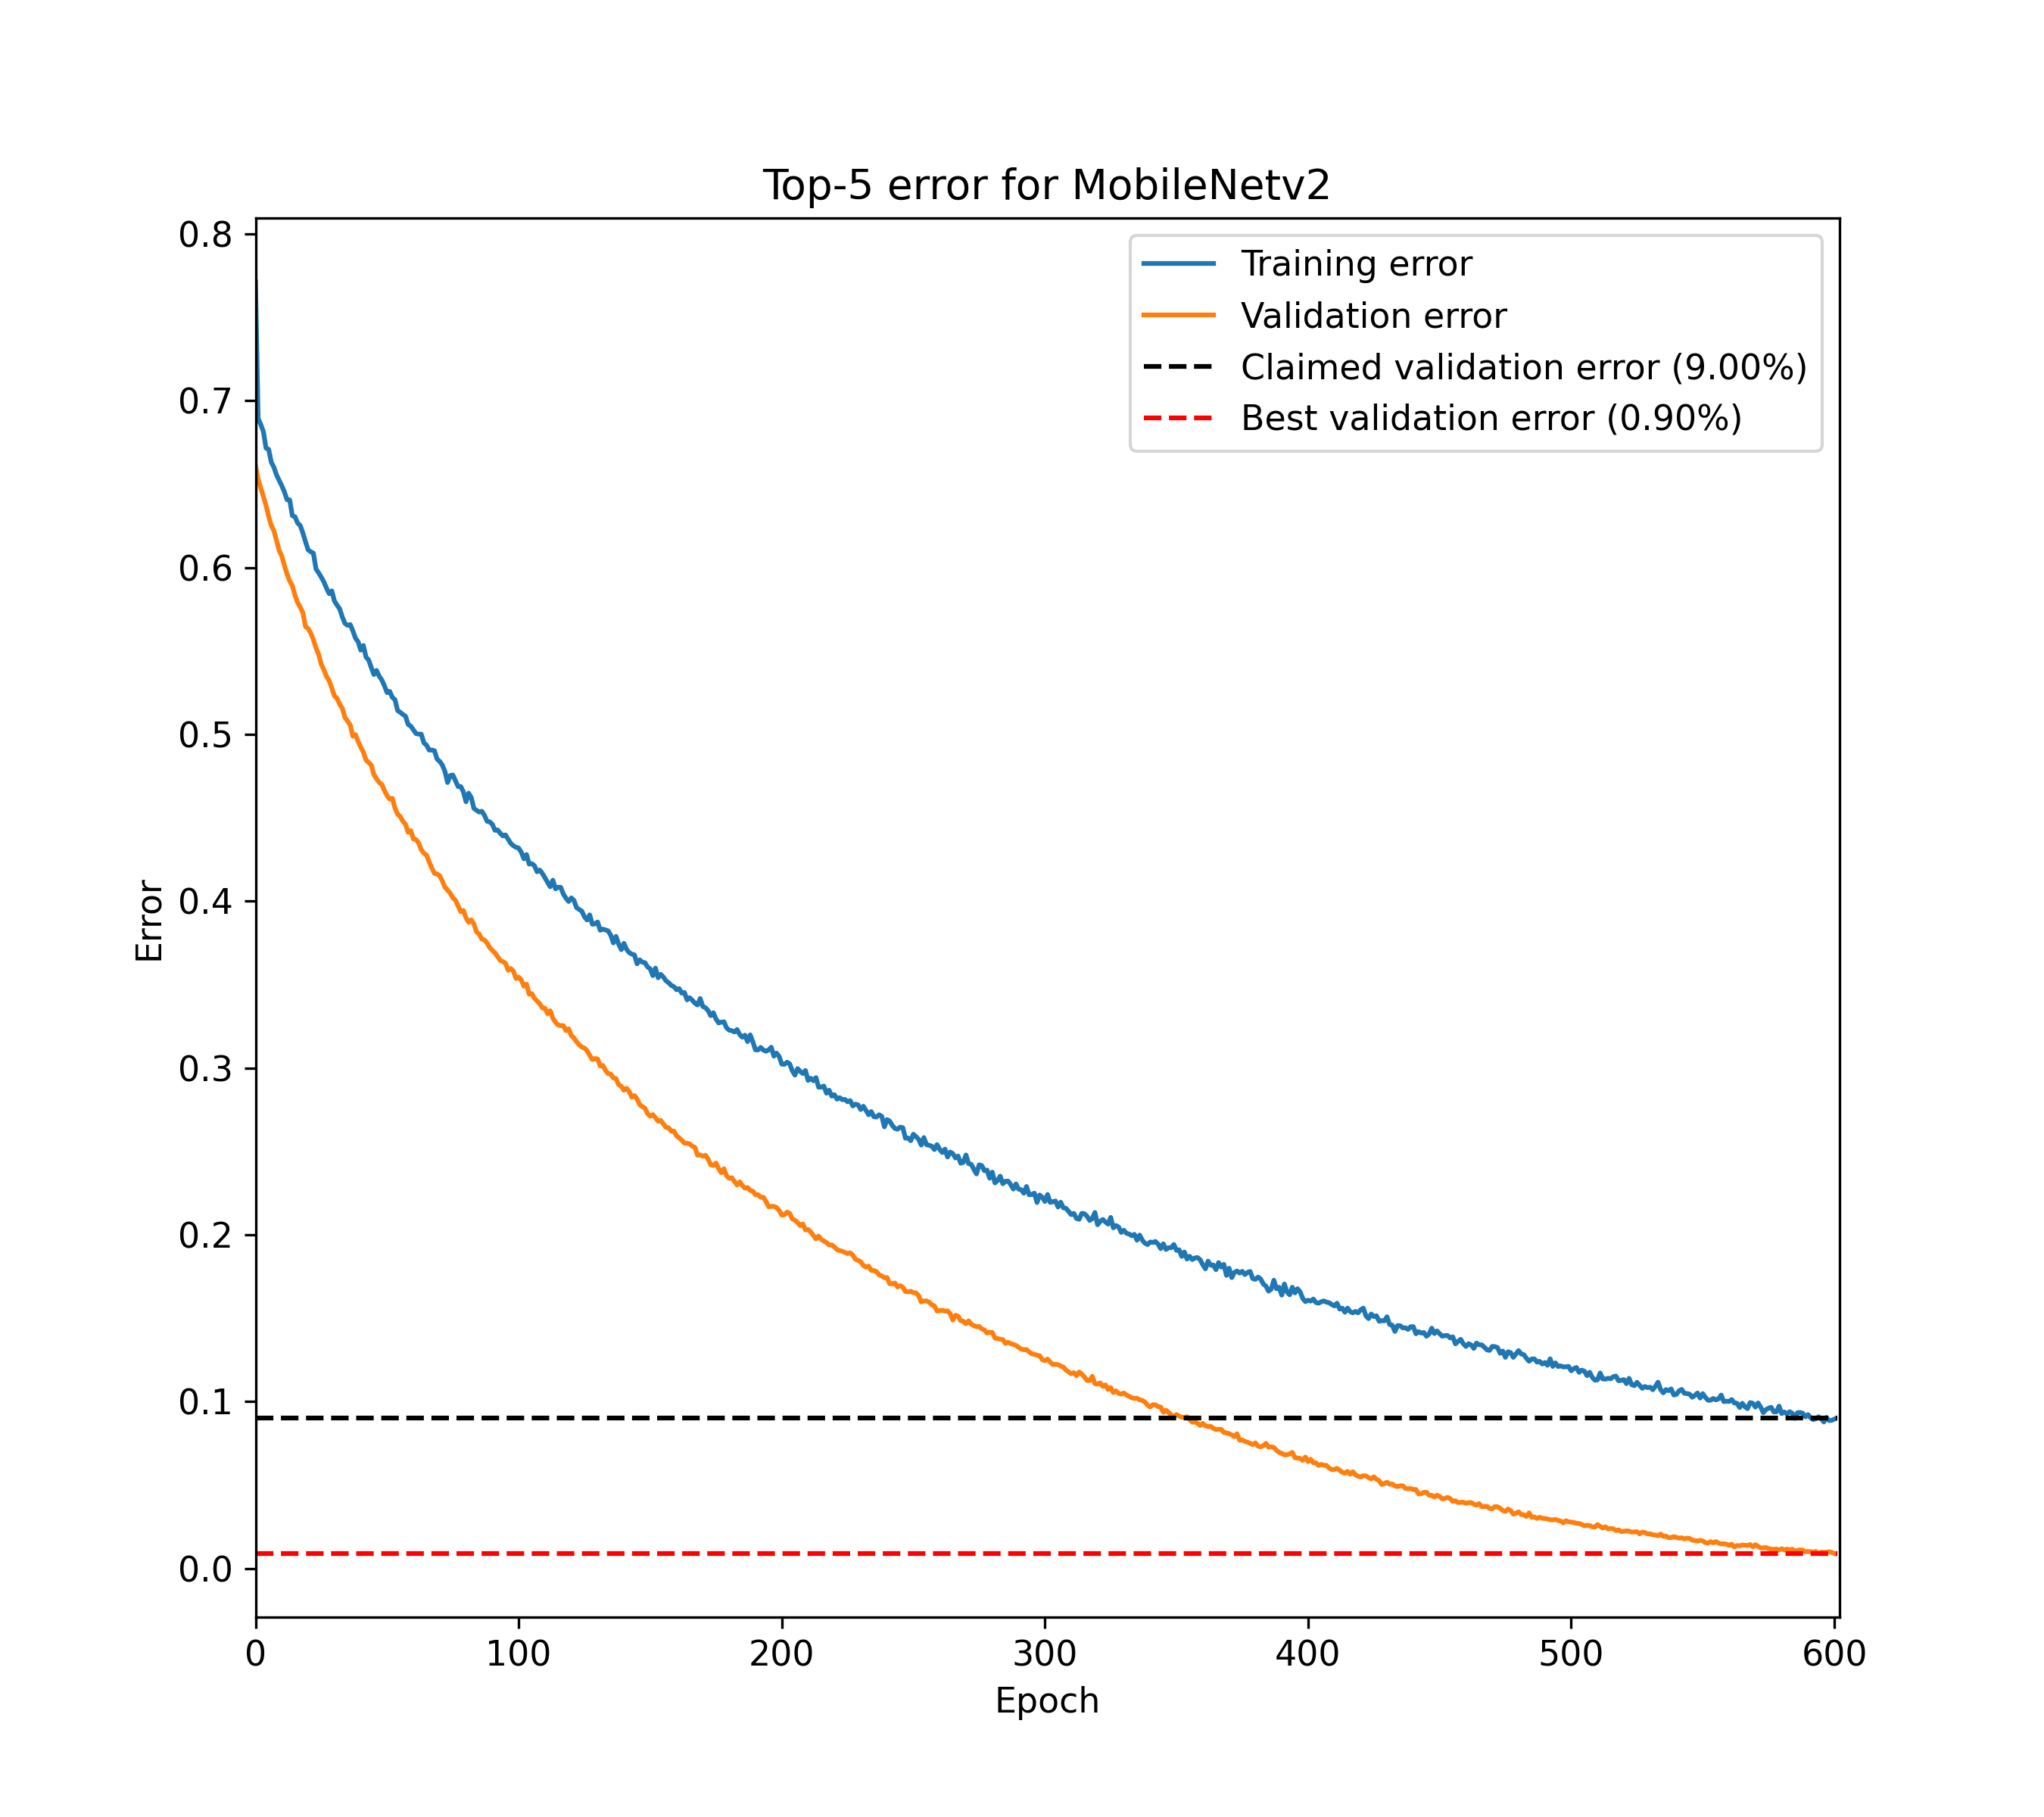 Top-5 error for MobileNetv2
Training error
Validation error
Claimed validation error (9.00%)
Best validation error (0.90%)
Error
0.8
0.7
0.6
0.5
0.4
0.3
0.2
0.1
0.0
0 100 200 300 400 500 600
Epoch